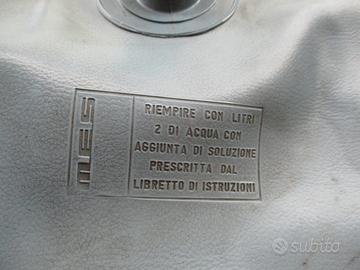 MES
RIEMPIRE CON LITRI
2 DI ACQUA CON
AGGIUNTA DI SOLUZIONE
PRESCRITTA DAL
LIBRETTO DI ISTRUZIONI
subito